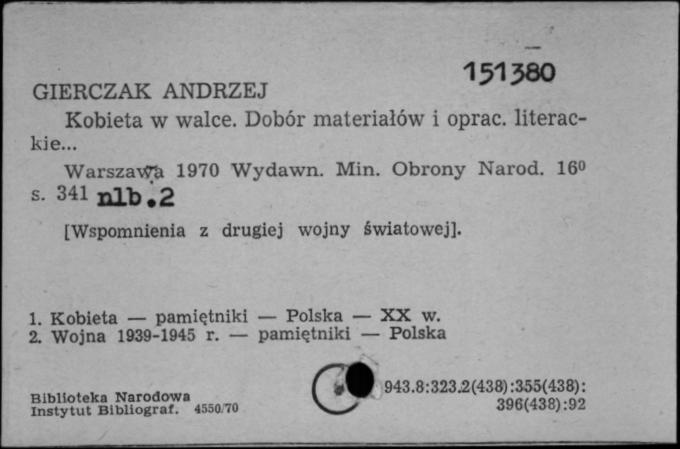 151380
GIERCZAK ANDRZEJ
Kobieta w walce. Dobór materiałów i oprac. literac-
kie...
Warszawa 1970 Wydawn. Min. Obrony Narod. 16⁰
s. 341 nlb.2
[Wspomnienia z drugiej wojny światowej].
1. Kobieta — pamiętniki — Polska — XX w.
2. Wojna 1939-1945 r. — pamiętniki — Polska
943.8:323.2(438):355(438):
396(438):92
Biblioteka Narodowa
Instytut Bibliograf. 4550/70